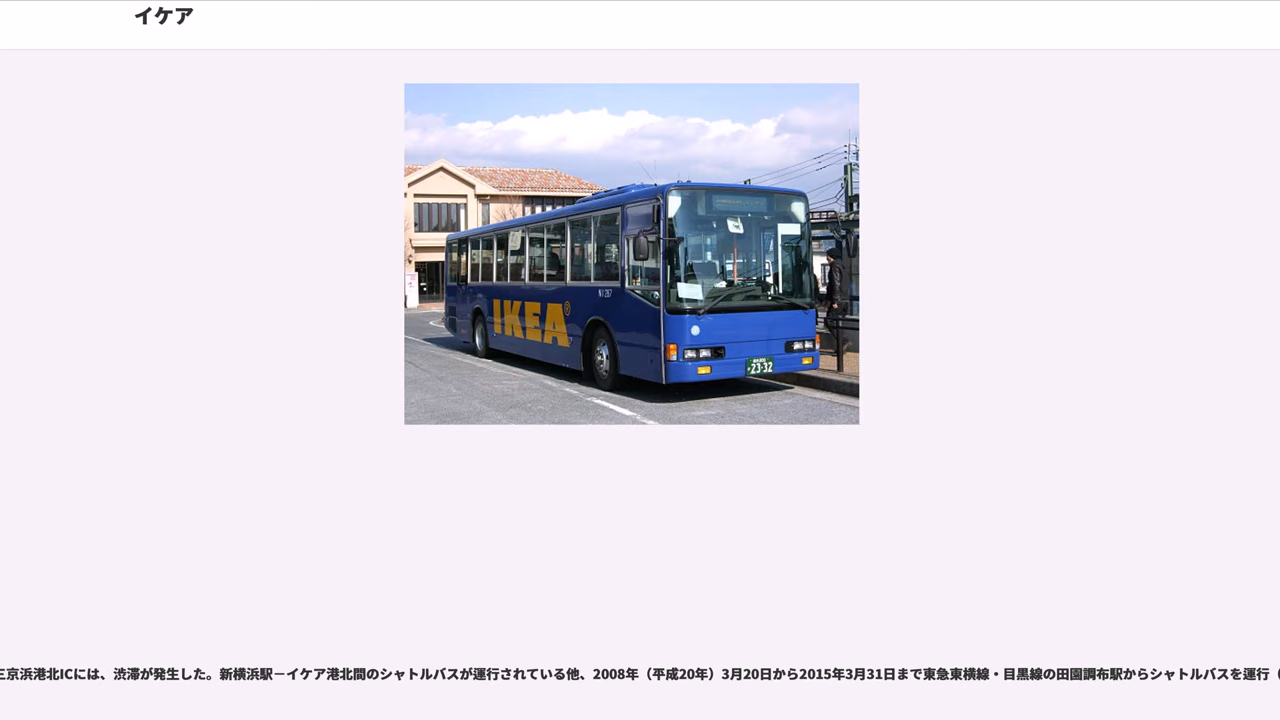 イケア
IKEA
23-32
三京浜港北ICには、渋滞が発生した。新横浜駅－イケア港北間のシャトルバスが運行されている他、2008年（平成20年）3月20日から2015年3月31日まで東急東横線・目黒線の田園調布駅からシャトルバスを運行（